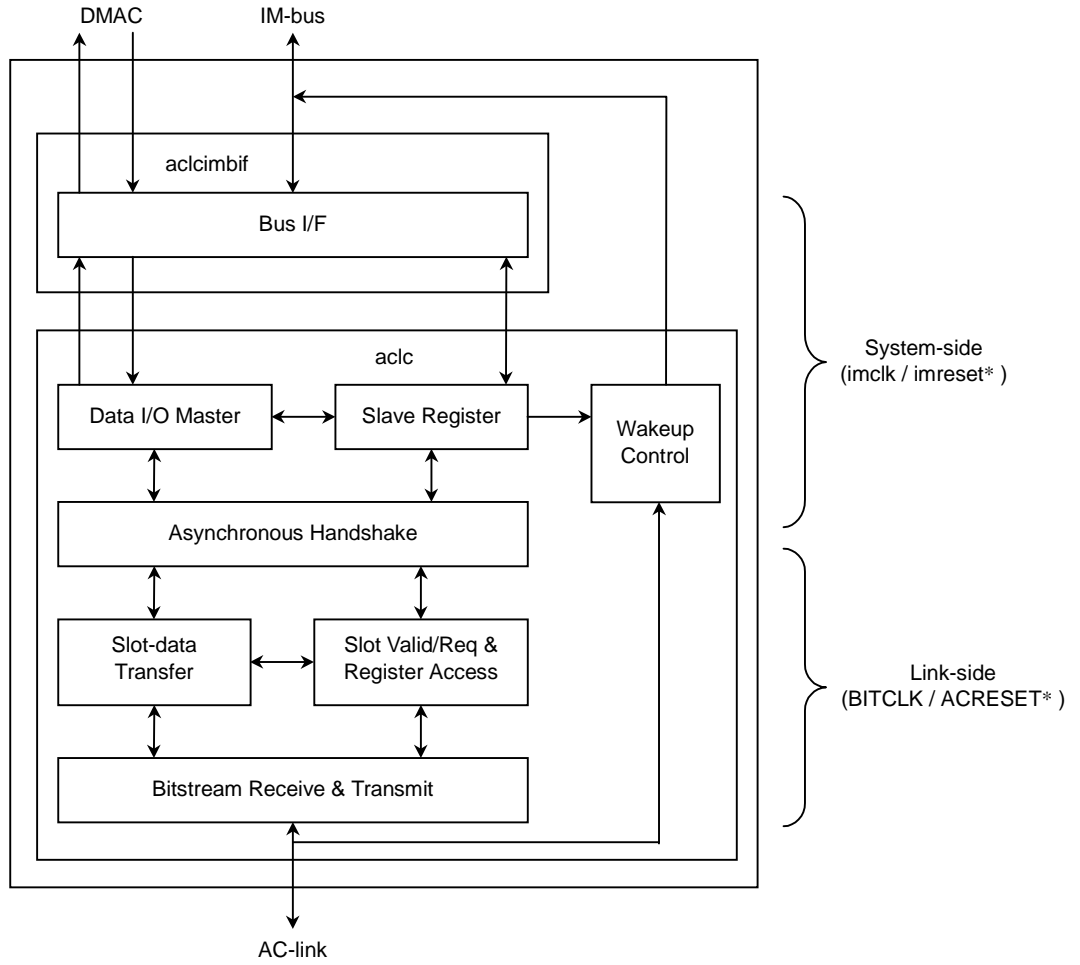 DMAC
IM-bus
aclcimbif
Bus I/F
aclc
Data I/O Master
Slave Register
Wakeup
Control
Asynchronous Handshake
Slot-data
Transfer
Slot Valid/Req &
Register Access
Bitstream Receive & Transmit
AC-link
System-side
(imclk / imreset* )
Link-side
(BITCLK / ACRESET* )